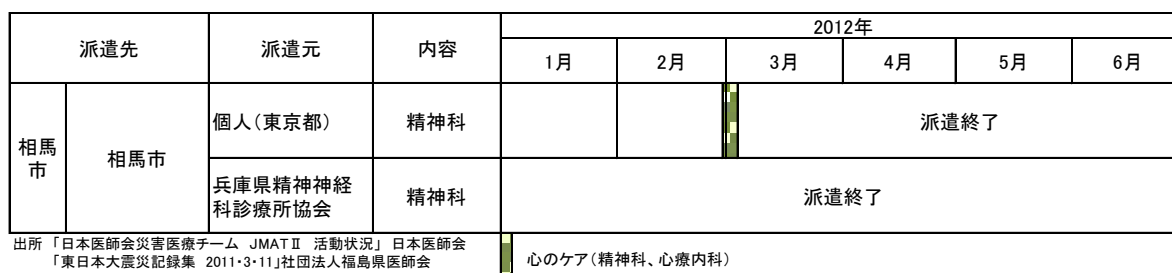 派遣先 派遣元 内容 2012年
1月 2月 3月 4月 5月 6月
相馬市 相馬市 個人(東京都) 精神科 派遣終了
兵庫県精神神経
科診療所協会 精神科 派遣終了
出所 「日本医師会災害医療チーム JMATⅡ 活動状況」 日本医師会
「東日本大震災記録集 2011・3・11」社団法人福島県医師会
心のケア(精神科、心療内科)